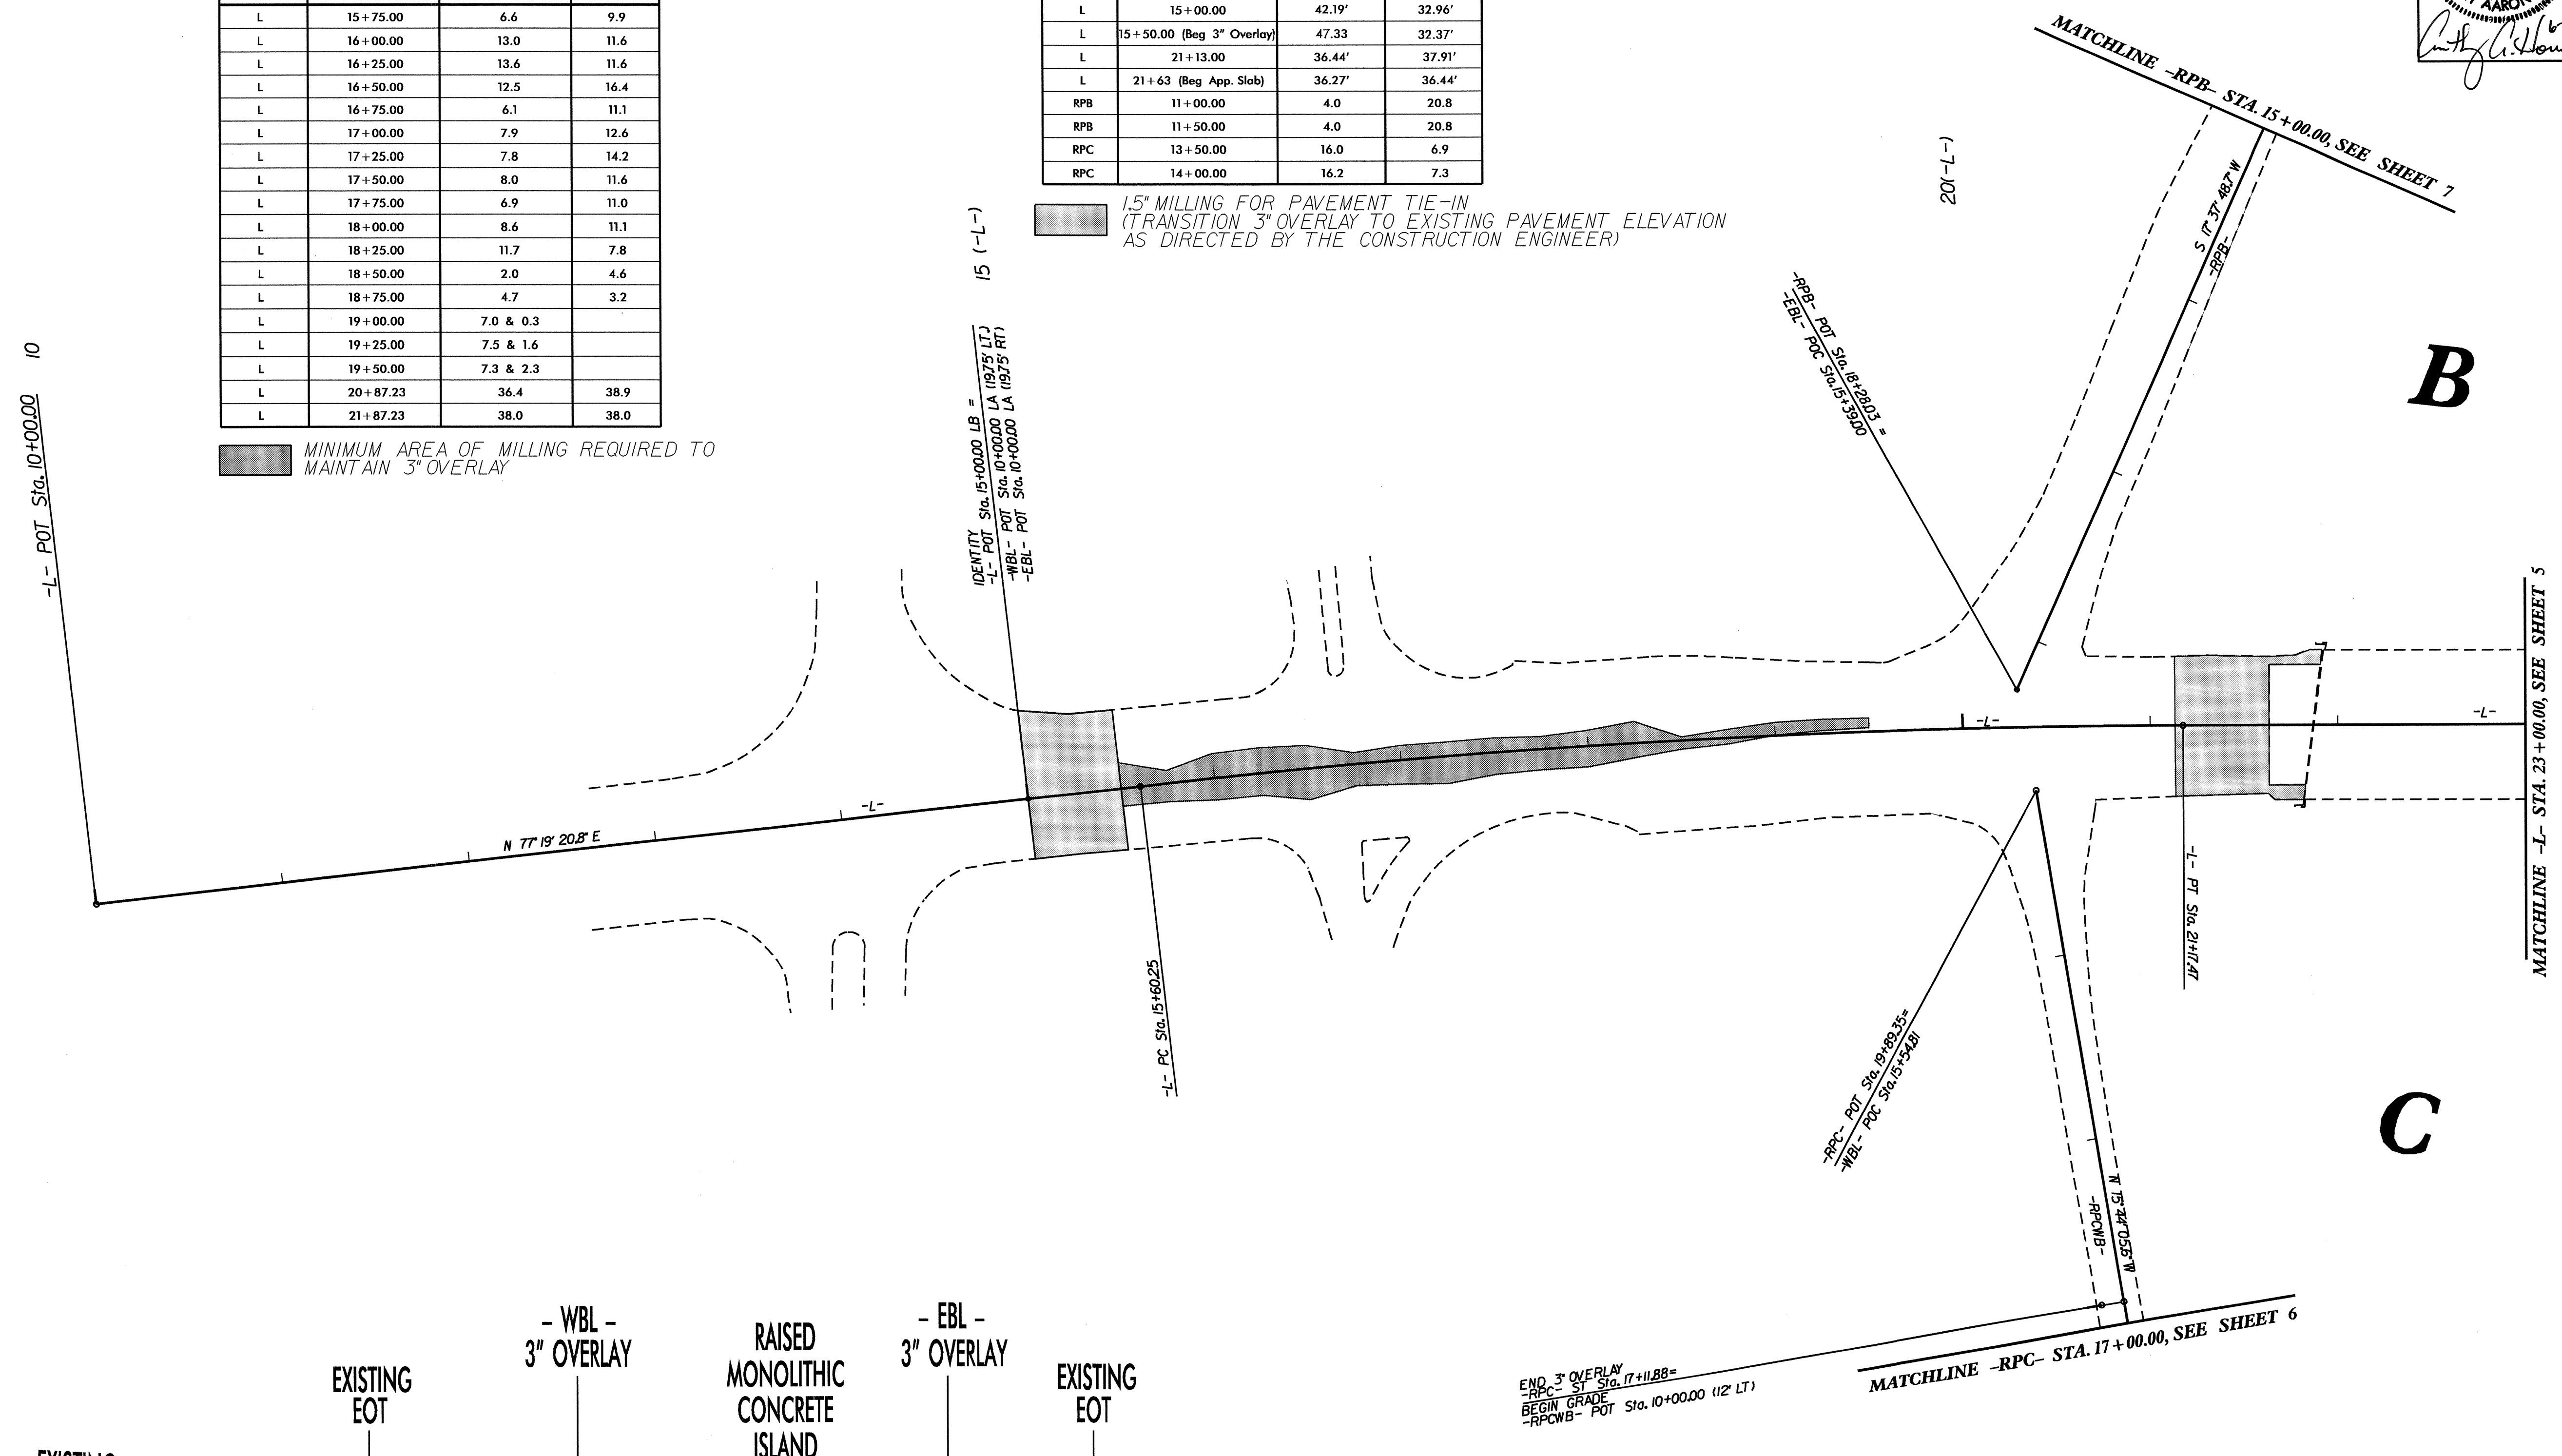 L 15+75.00 6.6 9.9
L 16+00.00 13.0 11.6
L 16+25.00 13.6 11.6
L 16+50.00 12.5 16.4
L 16+75.00 6.1 11.1
L 17+00.00 7.9 12.6
L 17+25.00 7.8 14.2
L 17+50.00 8.0 11.6
L 17+75.00 6.9 11.0
L 18+00.00 8.6 11.1
L 18+25.00 11.7 7.8
L 18+50.00 2.0 4.6
L 18+75.00 4.7 3.2
L 19+00.00 7.0 & 0.3
L 19+25.00 7.5 & 1.6
L 19+50.00 7.3 & 2.3
L 20+87.23 36.4 38.9
L 21+87.23 38.0 38.0
MINIMUM AREA OF MILLING REQUIRED TO
MAINTAIN 3" OVERLAY
L 15+00.00 42.19' 32.96'
L 15+50.00 (Beg 3" Overlay) 47.33 32.37'
L 21+13.00 36.44' 37.91'
L 21+63 (Beg App. Slab) 36.27' 36.44'
RPB 11+00.00 4.0 20.8
RPB 11+50.00 4.0 20.8
RPC 13+50.00 16.0 6.9
RPC 14+00.00 16.2 7.3
1.5" MILLING FOR PAVEMENT TIE-IN
(TRANSITION 3" OVERLAY TO EXISTING PAVEMENT ELEVATION
AS DIRECTED BY THE CONSTRUCTION ENGINEER)
AARON
MATCHLINE -RPB- STA. 15+00.00, SEE SHEET 7
S 17° 37' 48.7" W
-RPB-
20(-L-)
15 (-L-)
10
-L- POT Sta. 10+00.00
IDENTITY
-L- POT Sta. 15+00.00 LB =
-WBL- POT Sta. 10+00.00 LA (19.75' LT.)
-EBL- POT Sta. 10+00.00 LA (19.75' RT)
-RPB- POT Sta. 18+28.03 =
-EBL- POC Sta. 15+39.00
B
MATCHLINE -L- STA. 23+00.00, SEE SHEET 5
-L-
-L-
-L-
N 77° 19' 20.8" E
-L- PC Sta. 15+60.25
-L- PT Sta. 21+17.47
-RPC- POT Sta. 19+89.35=
-WBL- POC Sta. 15+54.81
C
N 15° 44' 05.6" W
-RPCWB-
MATCHLINE -RPC- STA. 17+00.00, SEE SHEET 6
END 3" OVERLAY
-RPC- ST Sta. 17+11.88=
BEGIN GRADE
-RPCWB- POT Sta. 10+00.00 (12' LT)
EXISTING
EOT
- WBL -
3" OVERLAY
RAISED
MONOLITHIC
CONCRETE
ISLAND
- EBL -
3" OVERLAY
EXISTING
EOT
EXISTING